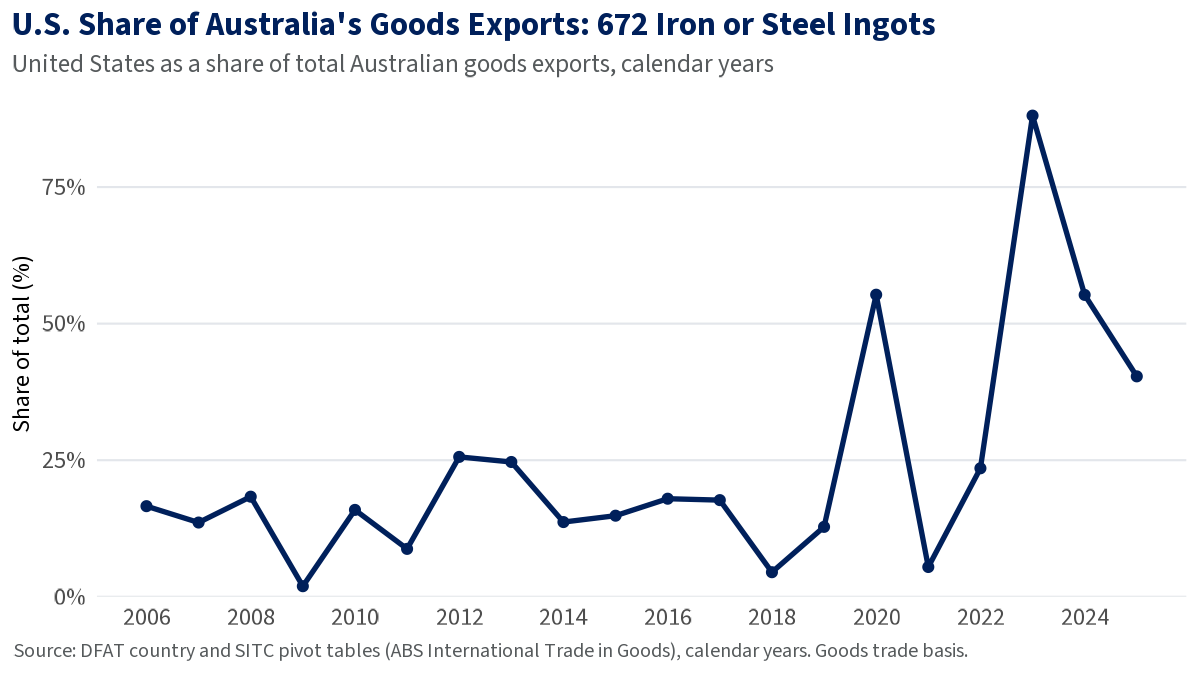 U.S. Share of Australia's Goods Exports: 672 Iron or Steel Ingots
United States as a share of total Australian goods exports, calendar years
Share of total (%)
75%
50%
25%
0%
2006 2008 2010 2012 2014 2016 2018 2020 2022 2024
Source: DFAT country and SITC pivot tables (ABS International Trade in Goods), calendar years. Goods trade basis.